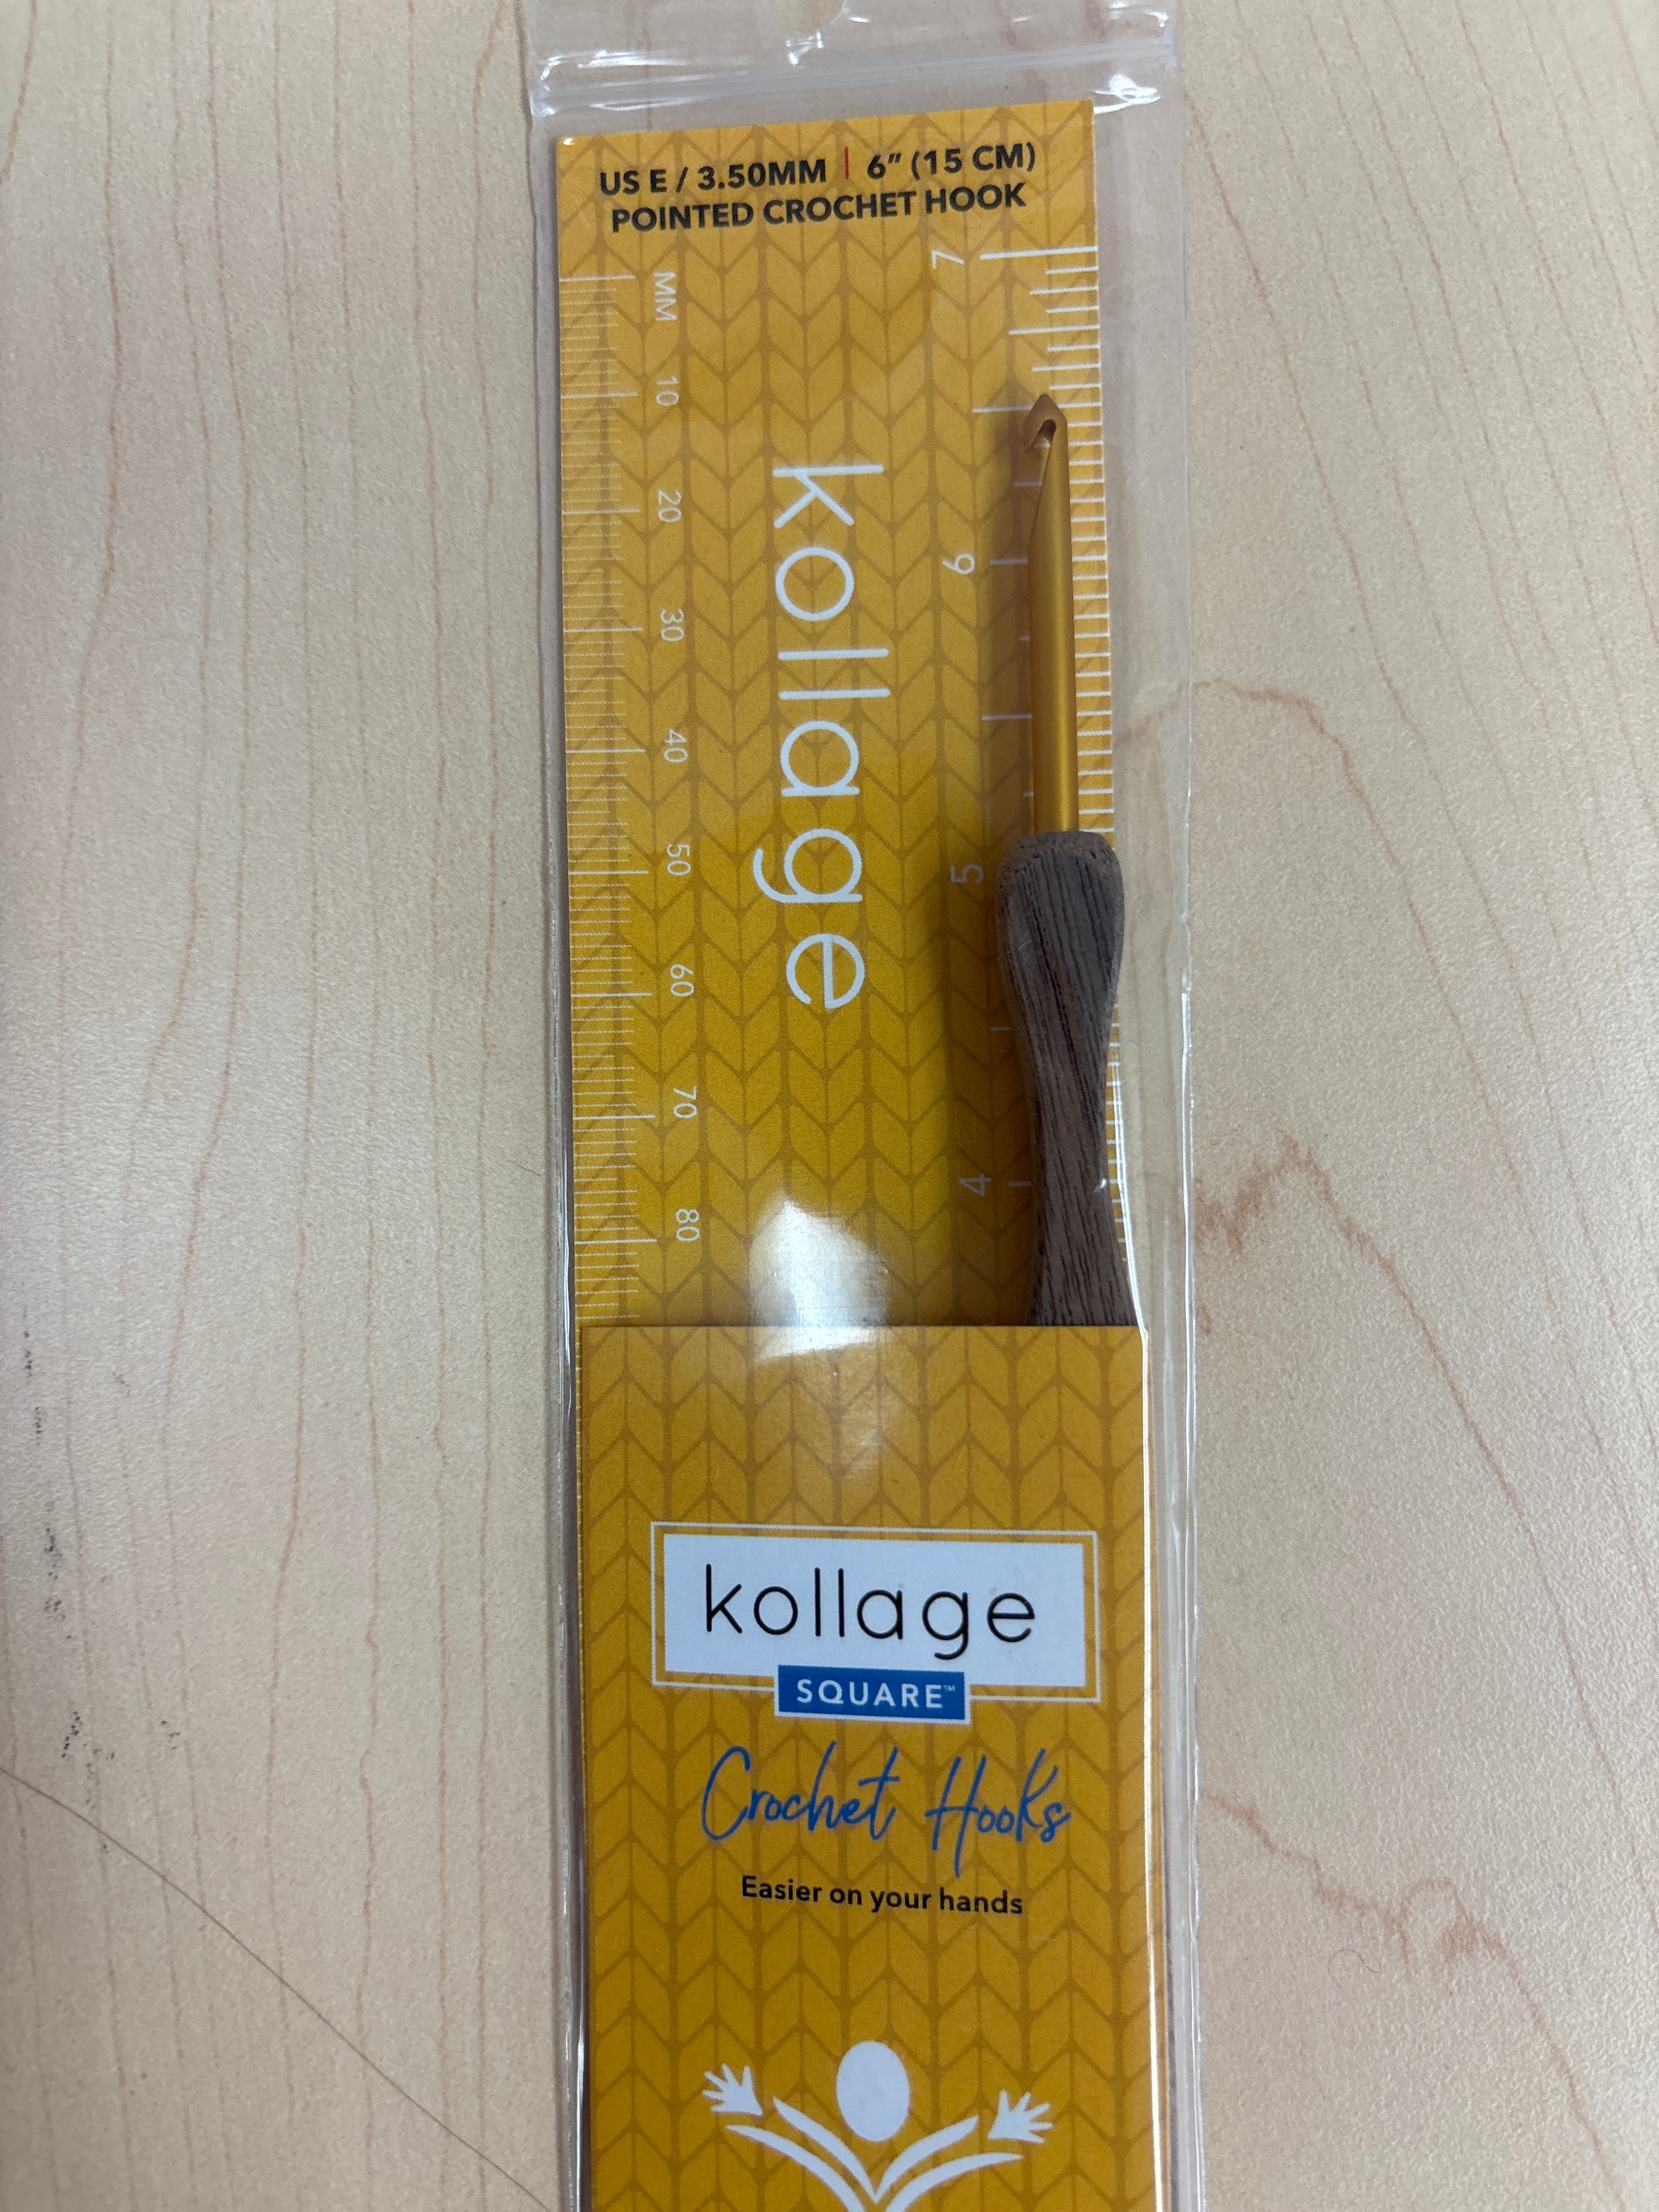 US E / 3.50MM | 6" (15 CM)
POINTED CROCHET HOOK
7
MM
10
20
30
40
50
60
70
80
kollage
6
5
4
kollage
SQUARE™
Crochet Hooks
Easier on your hands